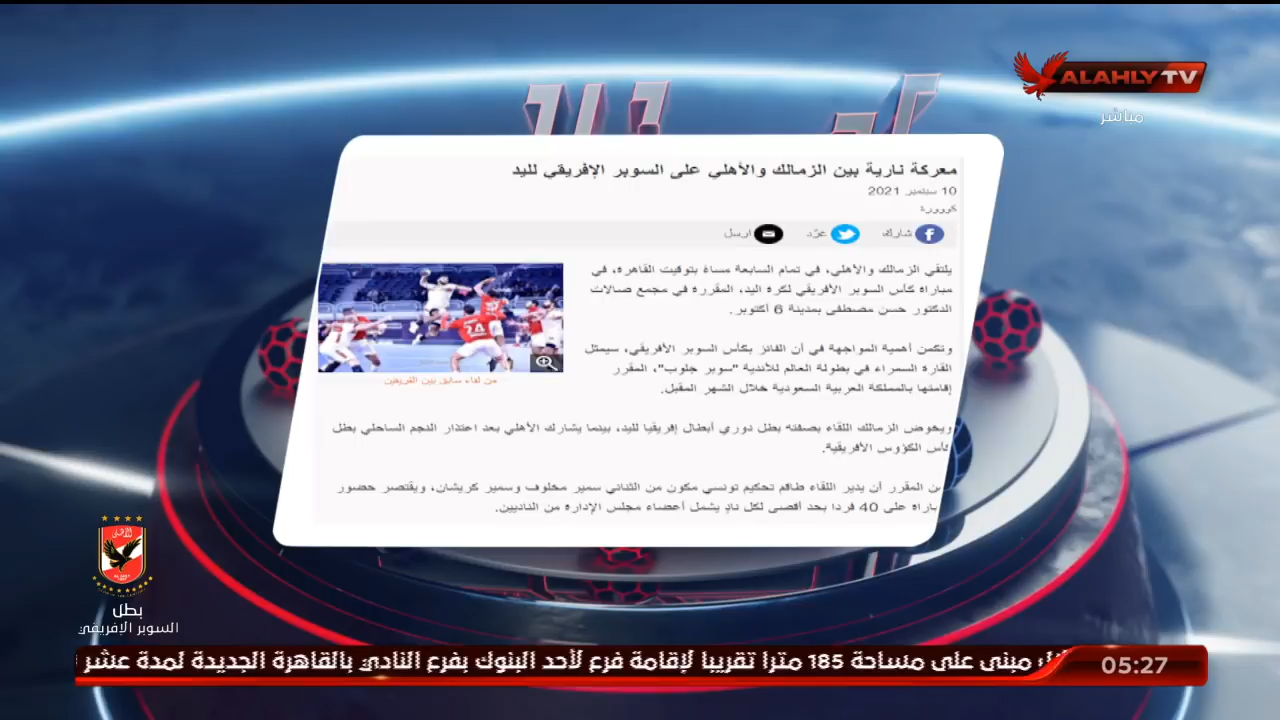 ALAHLY TV
مباشر
معركة نارية بين الزمالك والأهلي على السوبر الإفريقي لليد
10 سبتمبر 2021
كووورة
شارك
غرّد
ارسل
يلتقي الزمالك والأهلي، في تمام السابعة مساءً بتوقيت القاهرة، في
مباراة كأس السوبر الأفريقي لكرة اليد، المقررة في مجمع صالات
الدكتور حسن مصطفى بمدينة 6 أكتوبر.
وتكمن أهمية المواجهة في أن الفائز بكأس السوبر الأفريقي، سيمثل
القارة السمراء في بطولة العالم للأندية "سوبر جلوب"، المقرر
إقامتها بالمملكة العربية السعودية خلال الشهر المقبل.
من لقاء سابق بين الفريقين
ويخوض الزمالك اللقاء بصفته بطل دوري أبطال إفريقيا لليد، بينما يشارك الأهلي بعد اعتذار النجم الساحلي بطل
كأس الكؤوس الأفريقية.
المقرر أن يدير اللقاء طاقم تحكيم تونسي مكون من الثنائي سمير مخلوف وسمير كريشان، ويقتصر حضور
على 40 فردا بحد أقصى لكل نادٍ يشمل أعضاء مجلس الإدارة من الناديين.
24
بطل
السوبر الإفريقي
مبنى على مساحة 185 مترا تقريبا لإقامة فرع لأحد البنوك بفرع النادي بالقاهرة الجديدة لمدة عشر
05:27